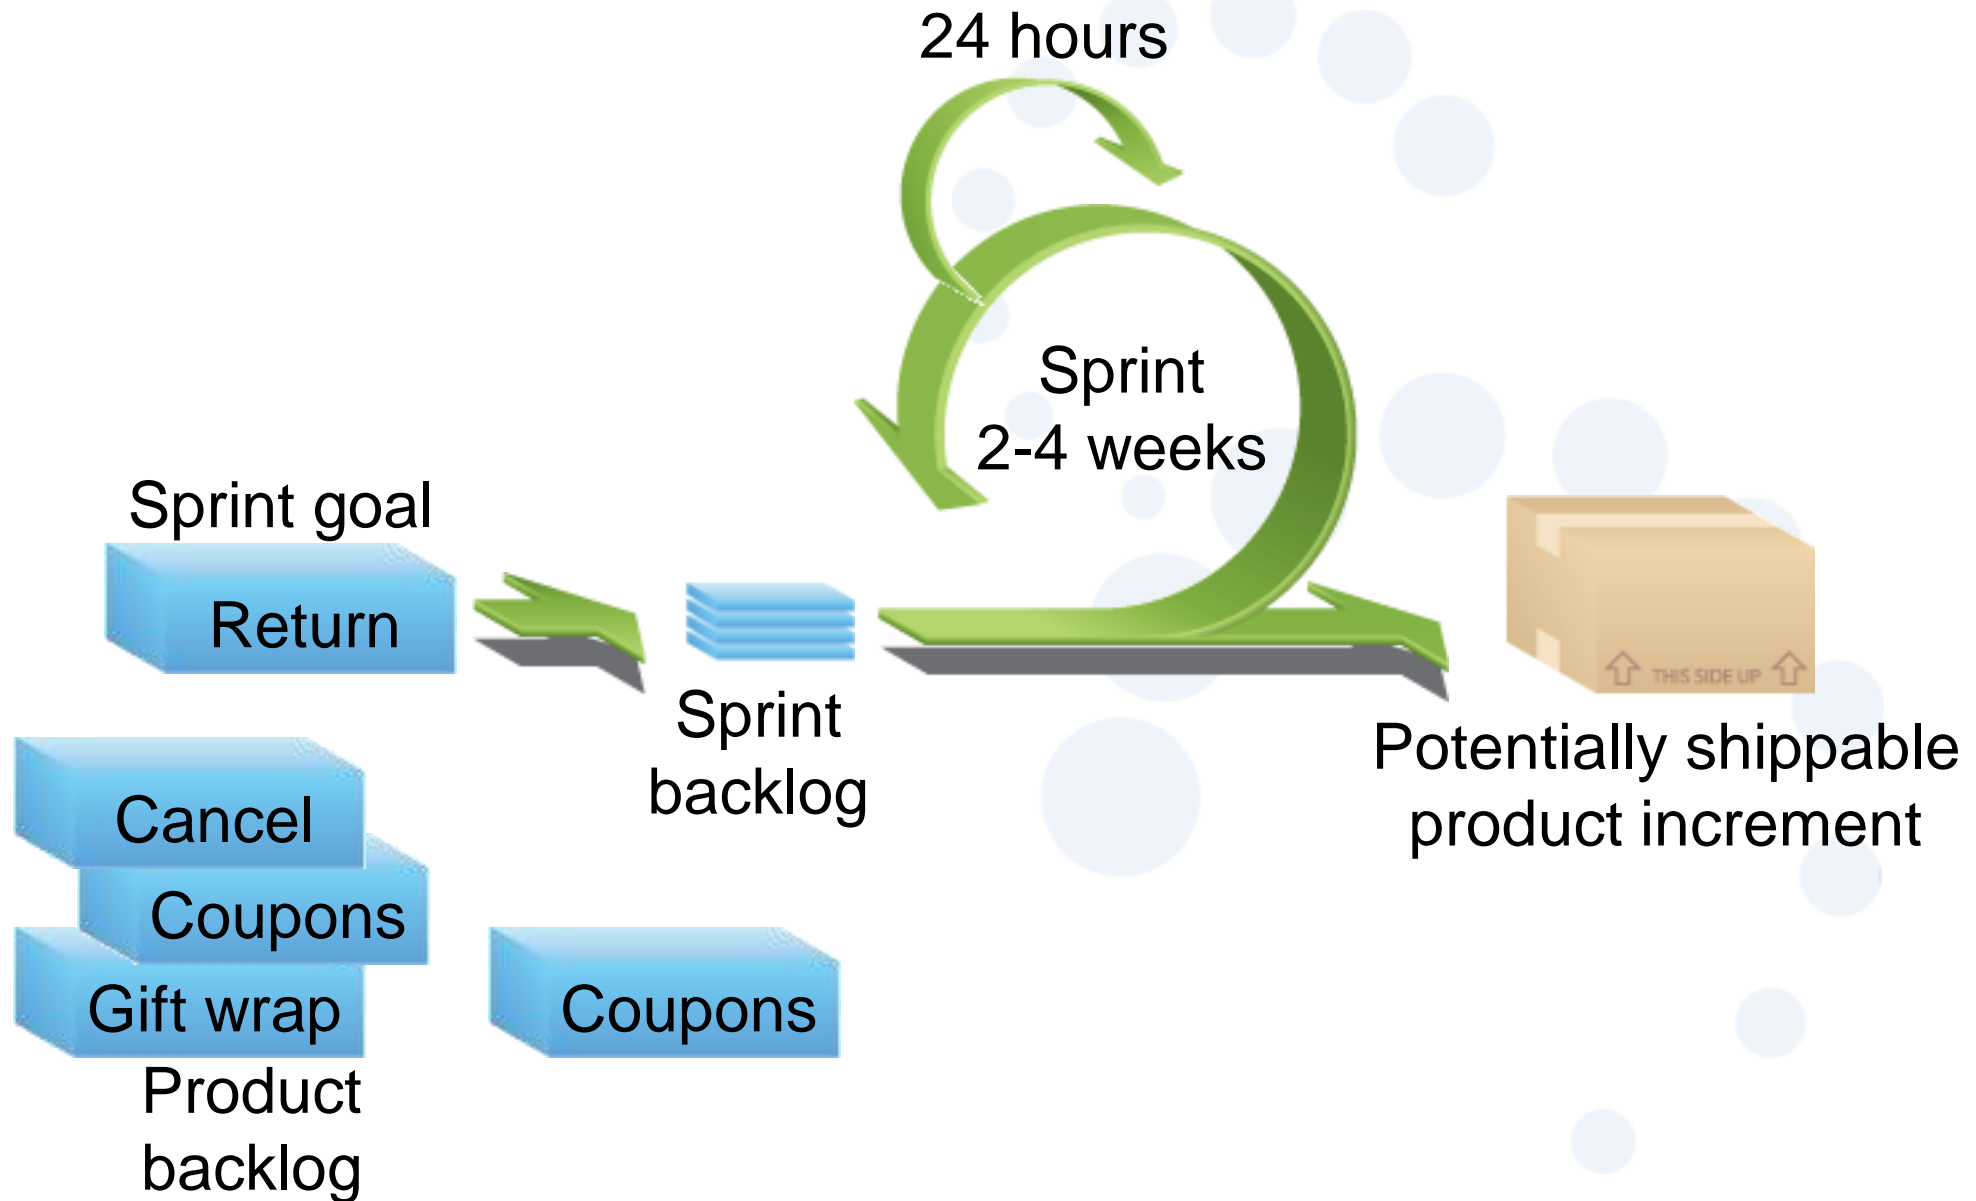 24 hours
Sprint
2-4 weeks
Sprint goal
Return
Sprint
backlog
THIS SIDE UP
Potentially shippable
product increment
Cancel
Coupons
Gift wrap
Coupons
Product
backlog